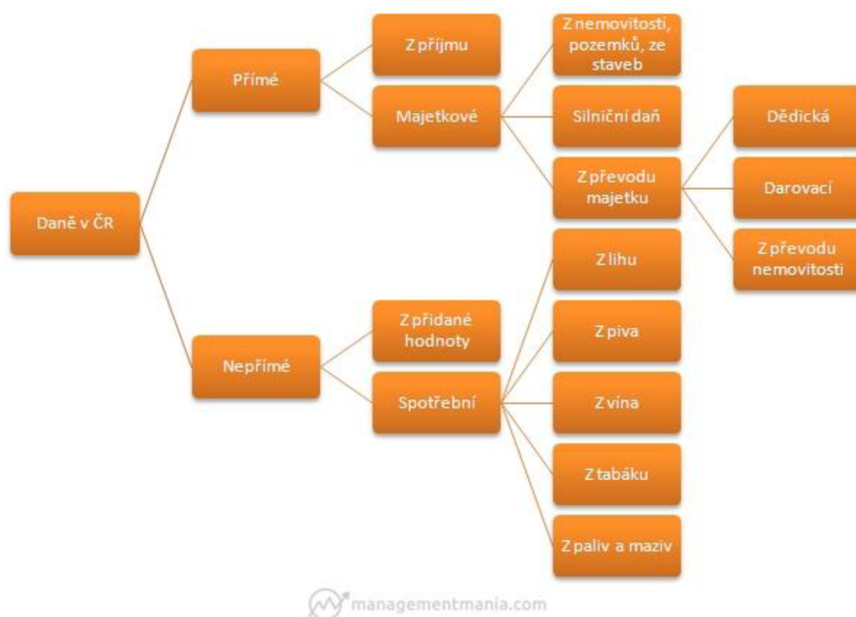 Daně v ČR
Přímé
Z příjmu
Majetkové
Z nemovitostí,
pozemků, ze
staveb
Silniční daň
Z převodu
majetku
Dědická
Darovací
Z převodu
nemovitosti
Nepřímé
Z přidané
hodnoty
Spotřební
Z lihu
Z piva
Z vína
Z tabáku
Z paliv a maziv
managementmania.com